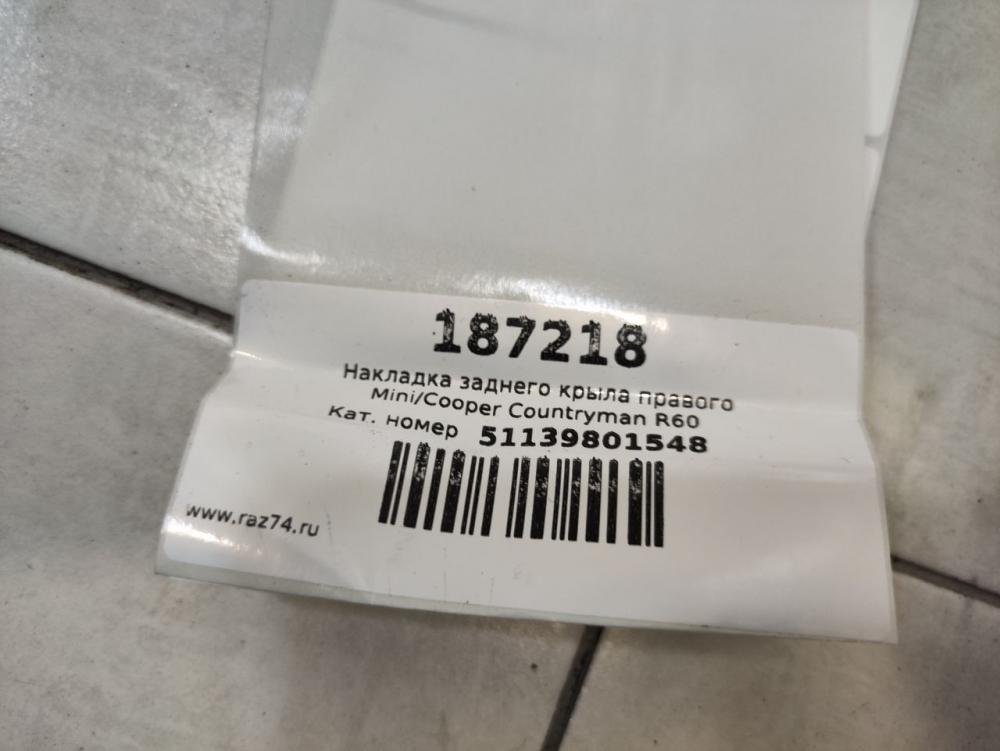 187218
Накладка заднего крыла правого
Mini/Cooper Countryman R60
Кат. номер 51139801548
www.raz74.ru